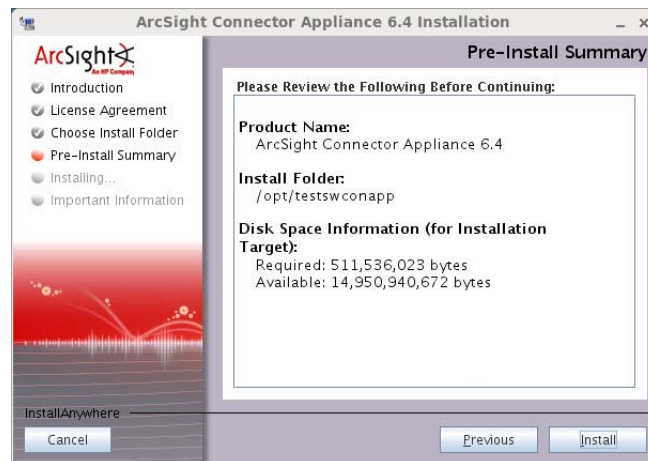 ArcSight Connector Appliance 6.4 Installation
ArcSight
An HP Company
Pre-Install Summary
Introduction
License Agreement
Choose Install Folder
Pre-Install Summary
Installing...
Important Information
Please Review the Following Before Continuing:
Product Name:
ArcSight Connector Appliance 6.4
Install Folder:
/opt/testswconapp
Disk Space Information (for Installation
Target):
Required: 511,536,023 bytes
Available: 14,950,940,672 bytes
InstallAnywhere
Cancel
Previous
Install